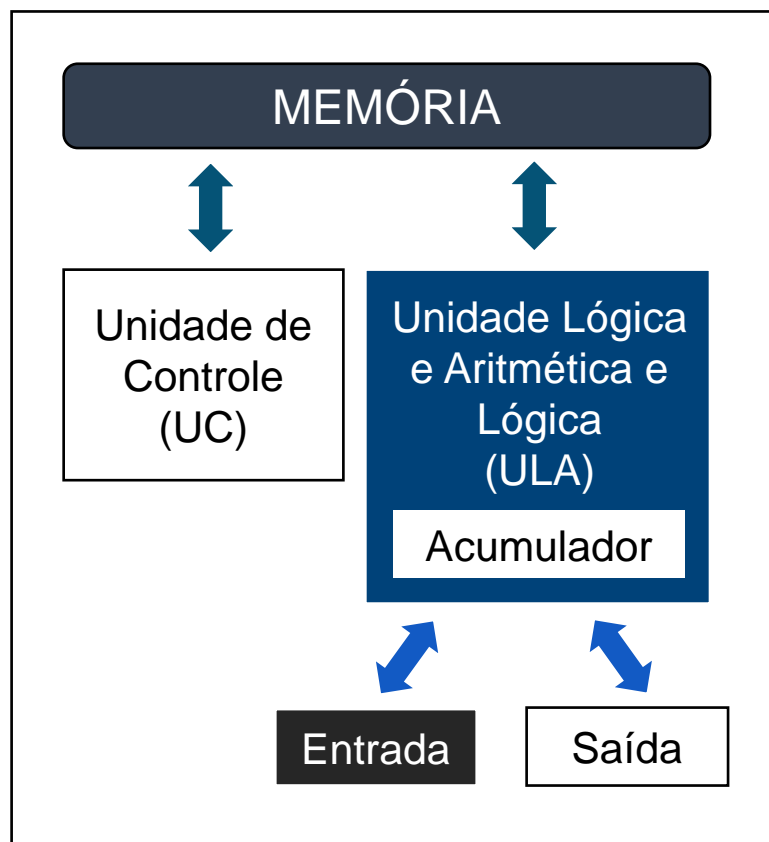 MEMÓRIA
Unidade de
Controle
(UC)
Unidade Lógica
e Aritmética e
Lógica
(ULA)
Acumulador
Entrada
Saída